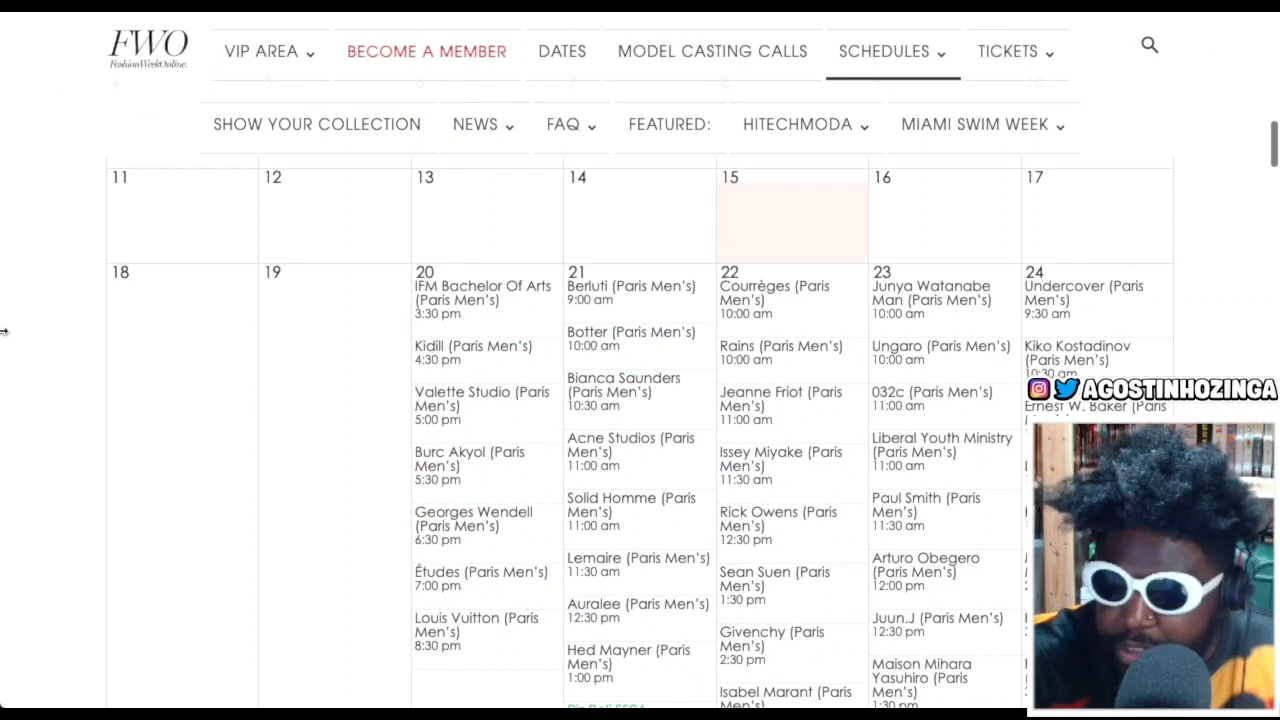 FWO
FashionWeekOnline.
VIP AREA
BECOME A MEMBER
DATES
MODEL CASTING CALLS
SCHEDULES
TICKETS
4
5
6
7
8
10
SHOW YOUR COLLECTION
NEWS
FAQ
FEATURED:
HITECHMODA
MIAMI SWIM WEEK
11
12
13
14
15
16
17
18
19
20
IFM Bachelor Of Arts
(Paris Men's)
3:30 pm
Kidill (Paris Men's)
4:30 pm
Valette Studio (Paris
Men's)
5:00 pm
Burc Akyol (Paris
Men's)
5:30 pm
Georges Wendell
(Paris Men's)
6:30 pm
Études (Paris Men's)
7:00 pm
Louis Vuitton (Paris
Men's)
8:30 pm
21
Berluti (Paris Men's)
9:00 am
Botter (Paris Men's)
10:00 am
Bianca Saunders
(Paris Men's)
10:30 am
Acne Studios (Paris
Men's)
11:00 am
Solid Homme (Paris
Men's)
11:00 am
Lemaire (Paris Men's)
11:30 am
Auralee (Paris Men's)
12:30 pm
Hed Mayner (Paris
Men's)
1:00 pm
22
Courrèges (Paris
Men's)
10:00 am
Rains (Paris Men's)
10:00 am
Jeanne Friot (Paris
Men's)
11:00 am
Issey Miyake (Paris
Men's)
11:30 am
Rick Owens (Paris
Men's)
12:30 pm
Sean Suen (Paris
Men's)
1:30 pm
Givenchy (Paris
Men's)
2:30 pm
Isabel Marant (Paris
Men's)
23
Junya Watanabe
Man (Paris Men's)
10:00 am
Ungaro (Paris Men's)
10:00 am
032c (Paris Men's)
11:00 am
Liberal Youth Ministry
(Paris Men's)
11:00 am
Paul Smith (Paris
Men's)
11:30 am
Arturo Obegero
(Paris Men's)
12:00 pm
Juun.J (Paris Men's)
12:30 pm
Maison Mihara
Yasuhiro (Paris
Men's)
1:30 pm
24
Undercover (Paris
Men's)
9:30 am
Kiko Kostadinov
(Paris Men's)
10:30 am
Ernest W. Baker (Paris
AGOSTINHOZINGA